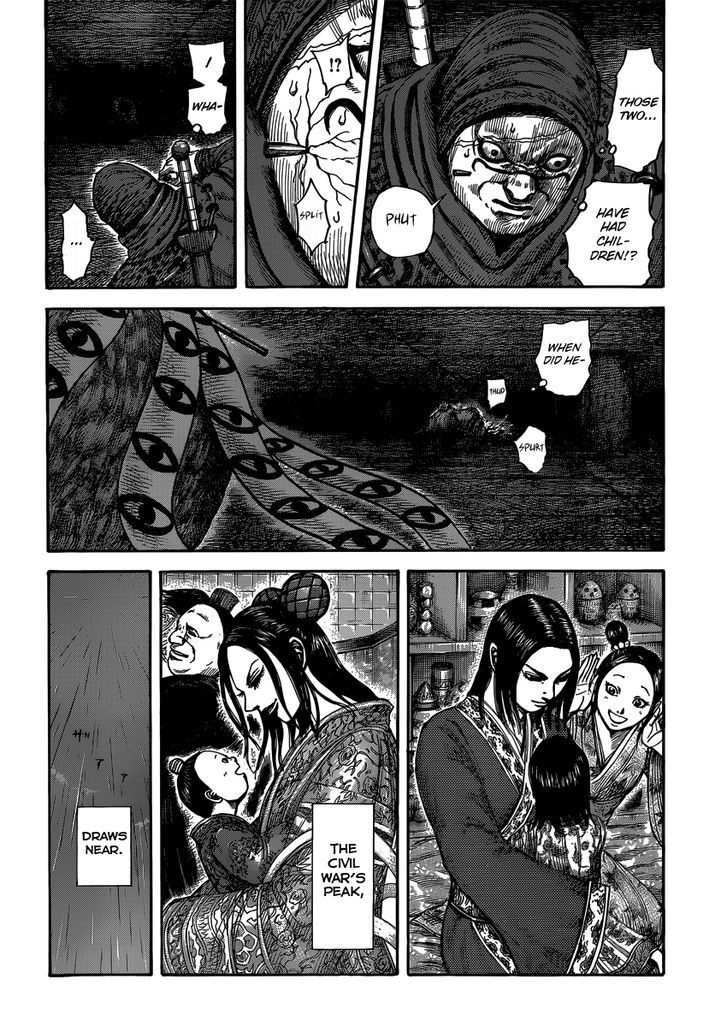 THOSE
TWO...
HAVE
HAD
CHIL-
DREN!?
PHUT
!?
SPLIT
/
WHA-
...
WHEN
DID HE-
THUD
SPURT
THE
CIVIL
WAR'S
PEAK,
DRAWS
NEAR.